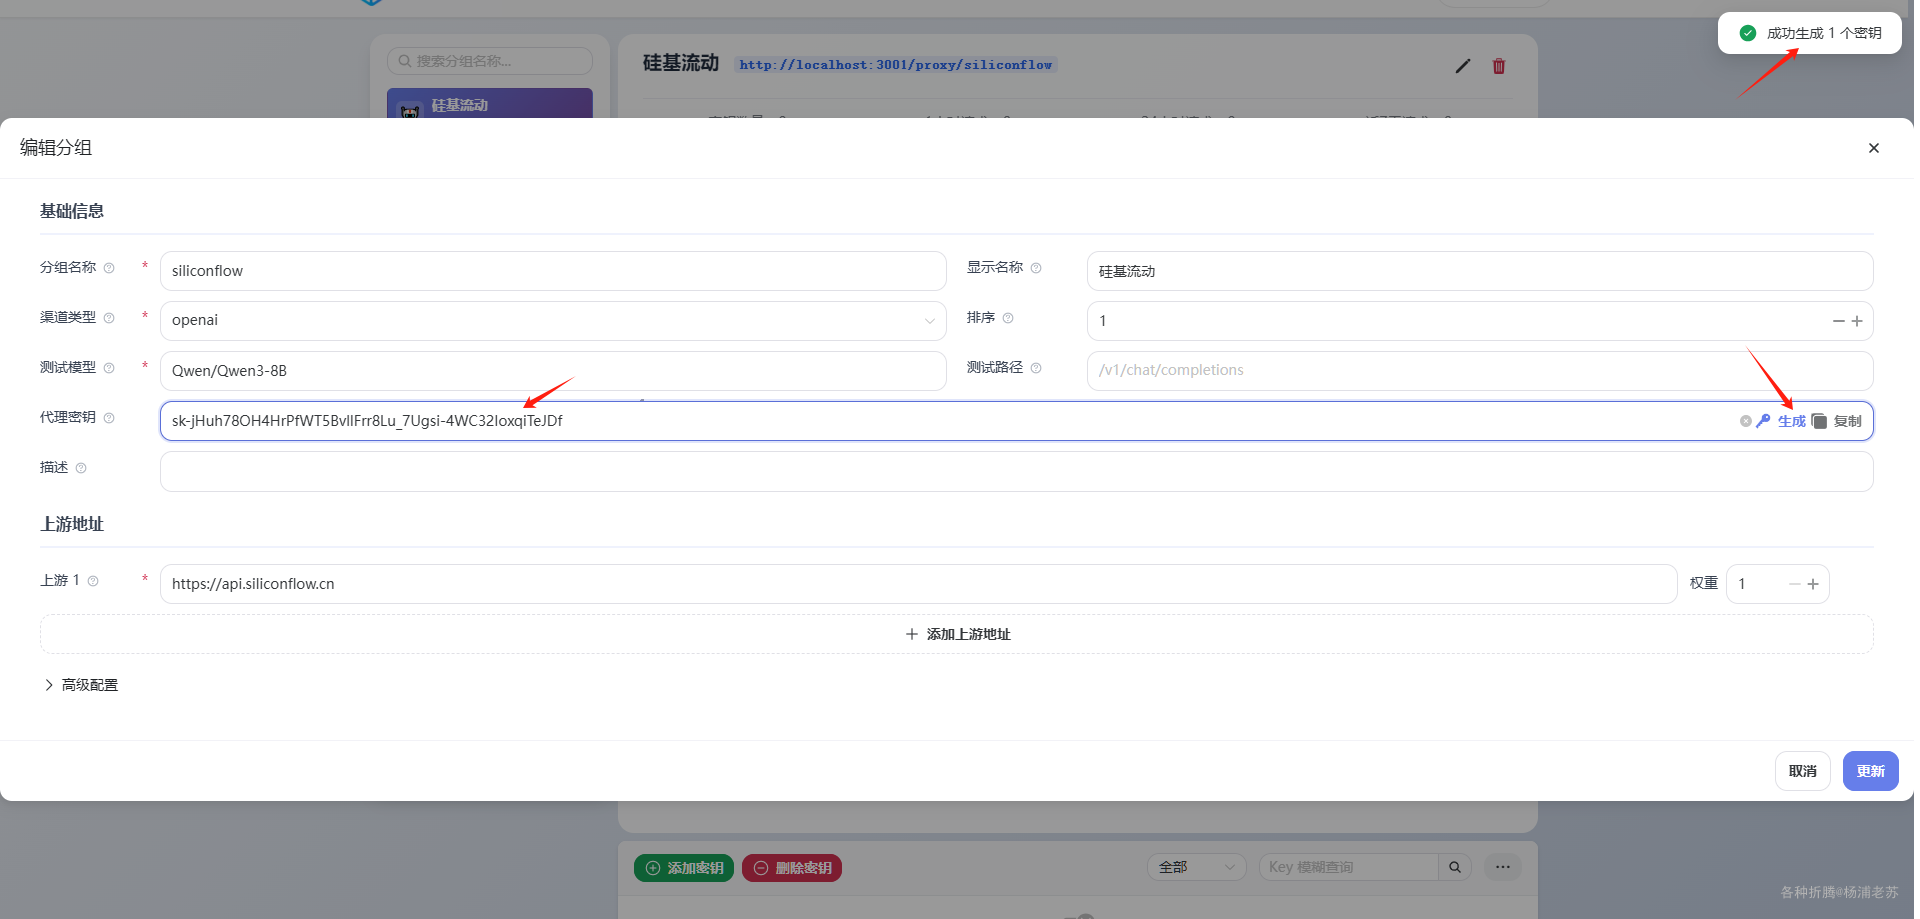 成功生成 1 个密钥
搜索分组名称...
硅基流动
硅基流动 http://localhost:3001/proxy/siliconflow
编辑分组
基础信息
分组名称 * siliconflow 显示名称 硅基流动
渠道类型 * openai 排序 1
测试模型 * Qwen/Qwen3-8B 测试路径 /v1/chat/completions
代理密钥 sk-jHuh78OH4HrPfWT5BvlIFrr8Lu_7Ugsi-4WC32IoxqiTeJDf 生成 复制
描述
上游地址
上游 1 * https://api.siliconflow.cn 权重 1
添加上游地址
高级配置
取消 更新
添加密钥 删除密钥 全部 Key 模糊查询
各种折腾@杨浦老苏